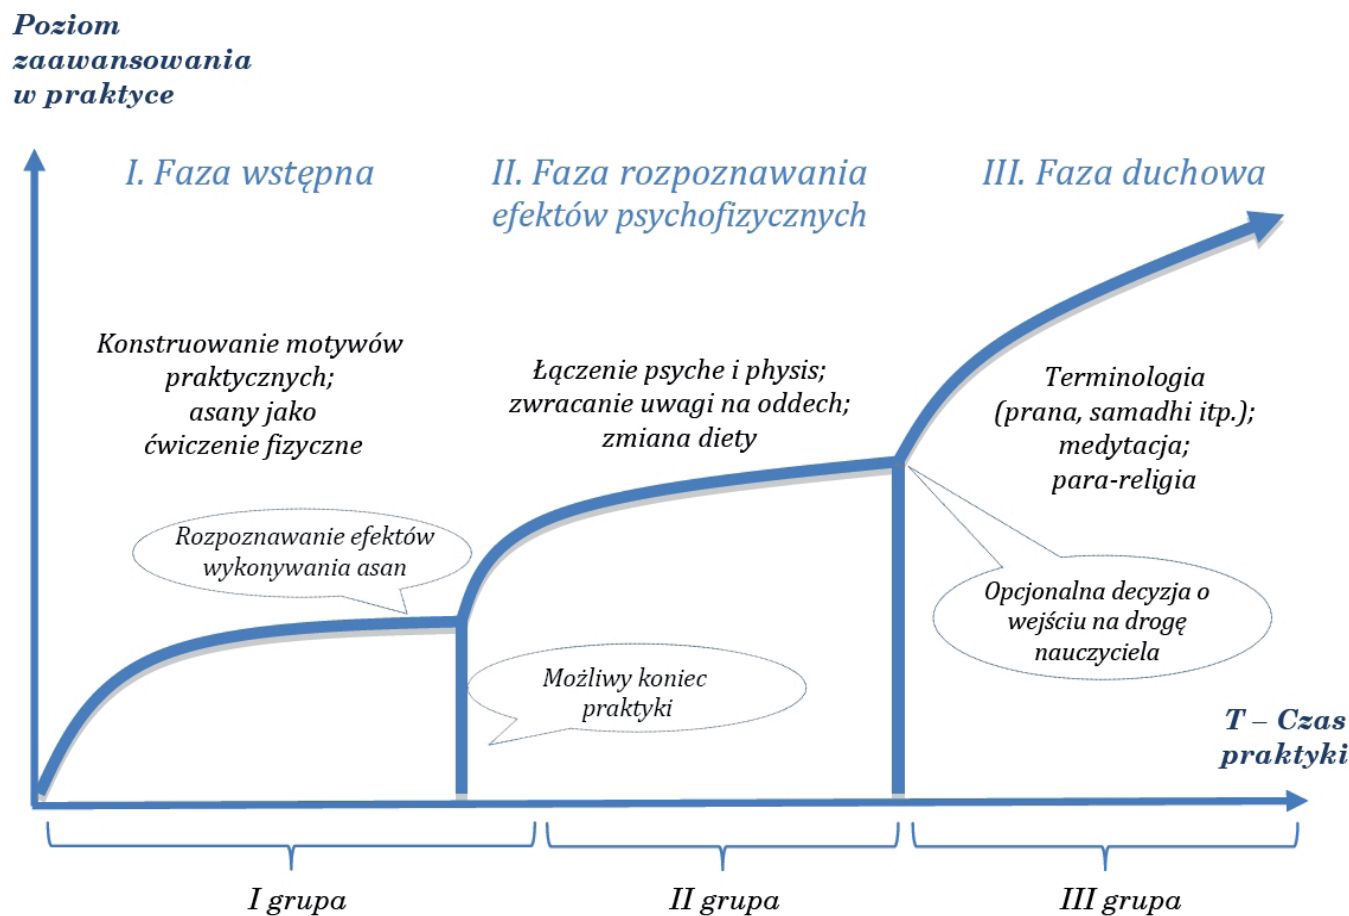 Poziom
zaawansowania
w praktyce
I. Faza wstępna
II. Faza rozpoznawania
efektów psychofizycznych
III. Faza duchowa
Konstruowanie motywów
praktycznych;
asany jako
ćwiczenie fizyczne
Łączenie psyche i physis;
zwracanie uwagi na oddech;
zmiana diety
Terminologia
(prana, samadhi itp.);
medytacja;
para-religia
Rozpoznawanie efektów
wykonywania asan
Możliwy koniec
praktyki
Opcjonalna decyzja o
wejściu na drogę
nauczyciela
T – Czas
praktyki
I grupa
II grupa
III grupa